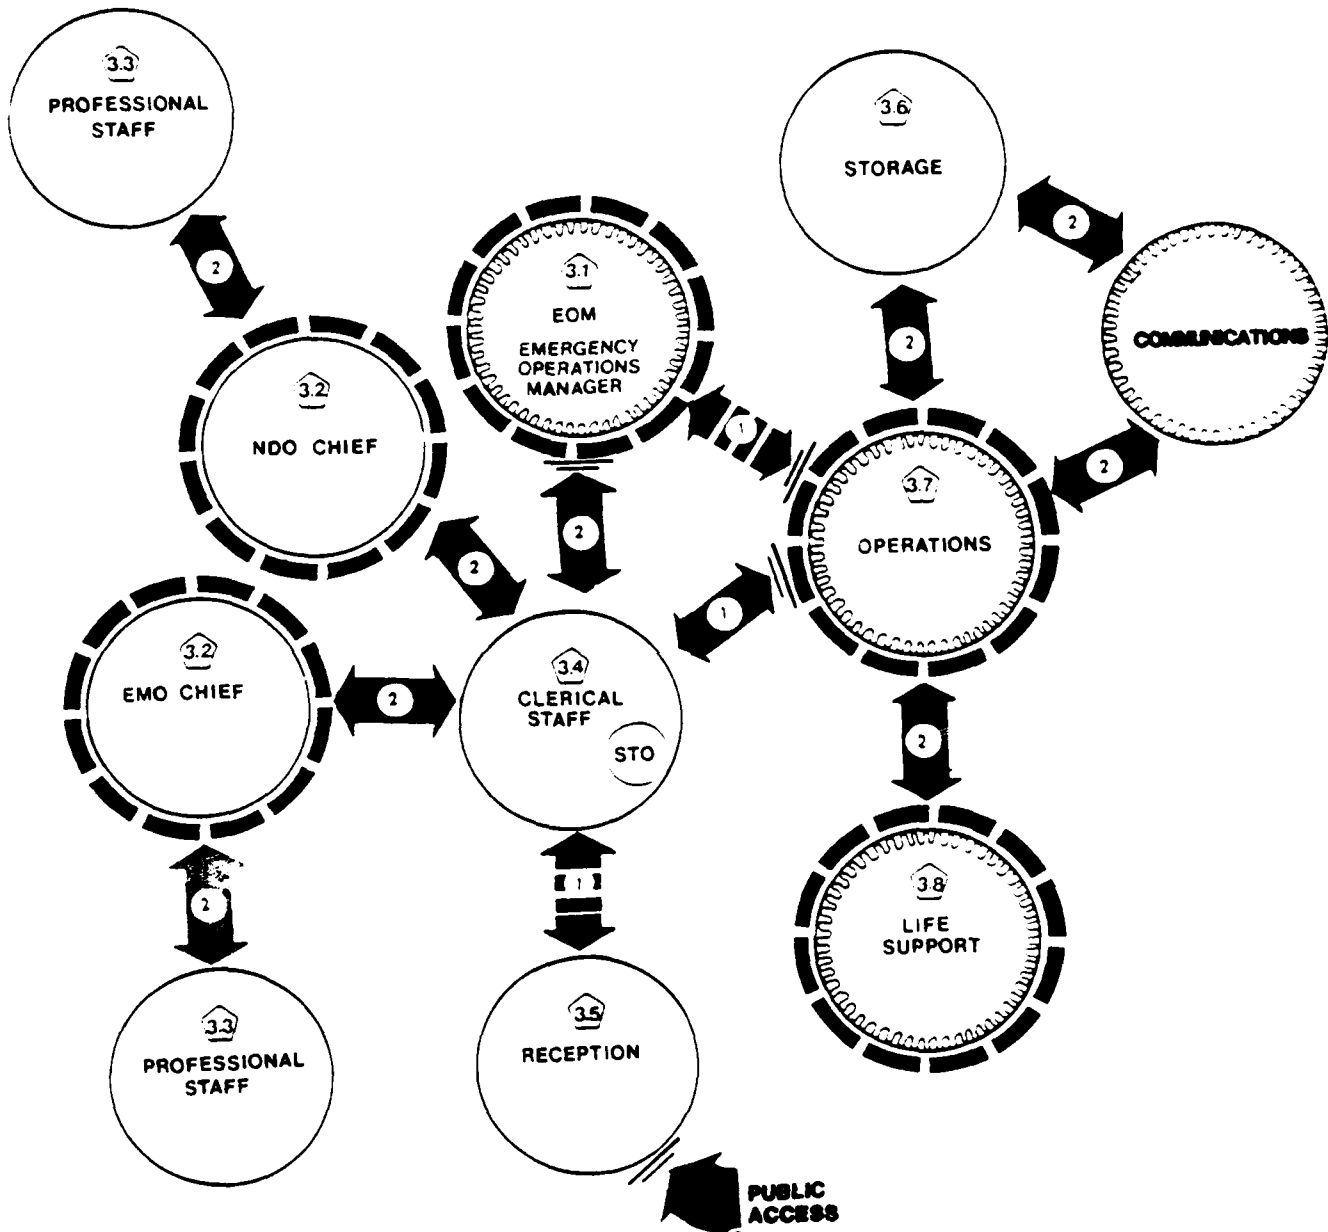 3.3
PROFESSIONAL
STAFF
2
3.6
STORAGE
2
3.1
EOM
EMERGENCY
OPERATIONS
MANAGER
COMMUNICATIONS
3.2
NDO CHIEF
2
1
2
3.7
OPERATIONS
2
2
1
3.2
EMO CHIEF
2
3.4
CLERICAL
STAFF
STO
2
2
1
3.8
LIFE
SUPPORT
3.3
PROFESSIONAL
STAFF
3.5
RECEPTION
PUBLIC
ACCESS